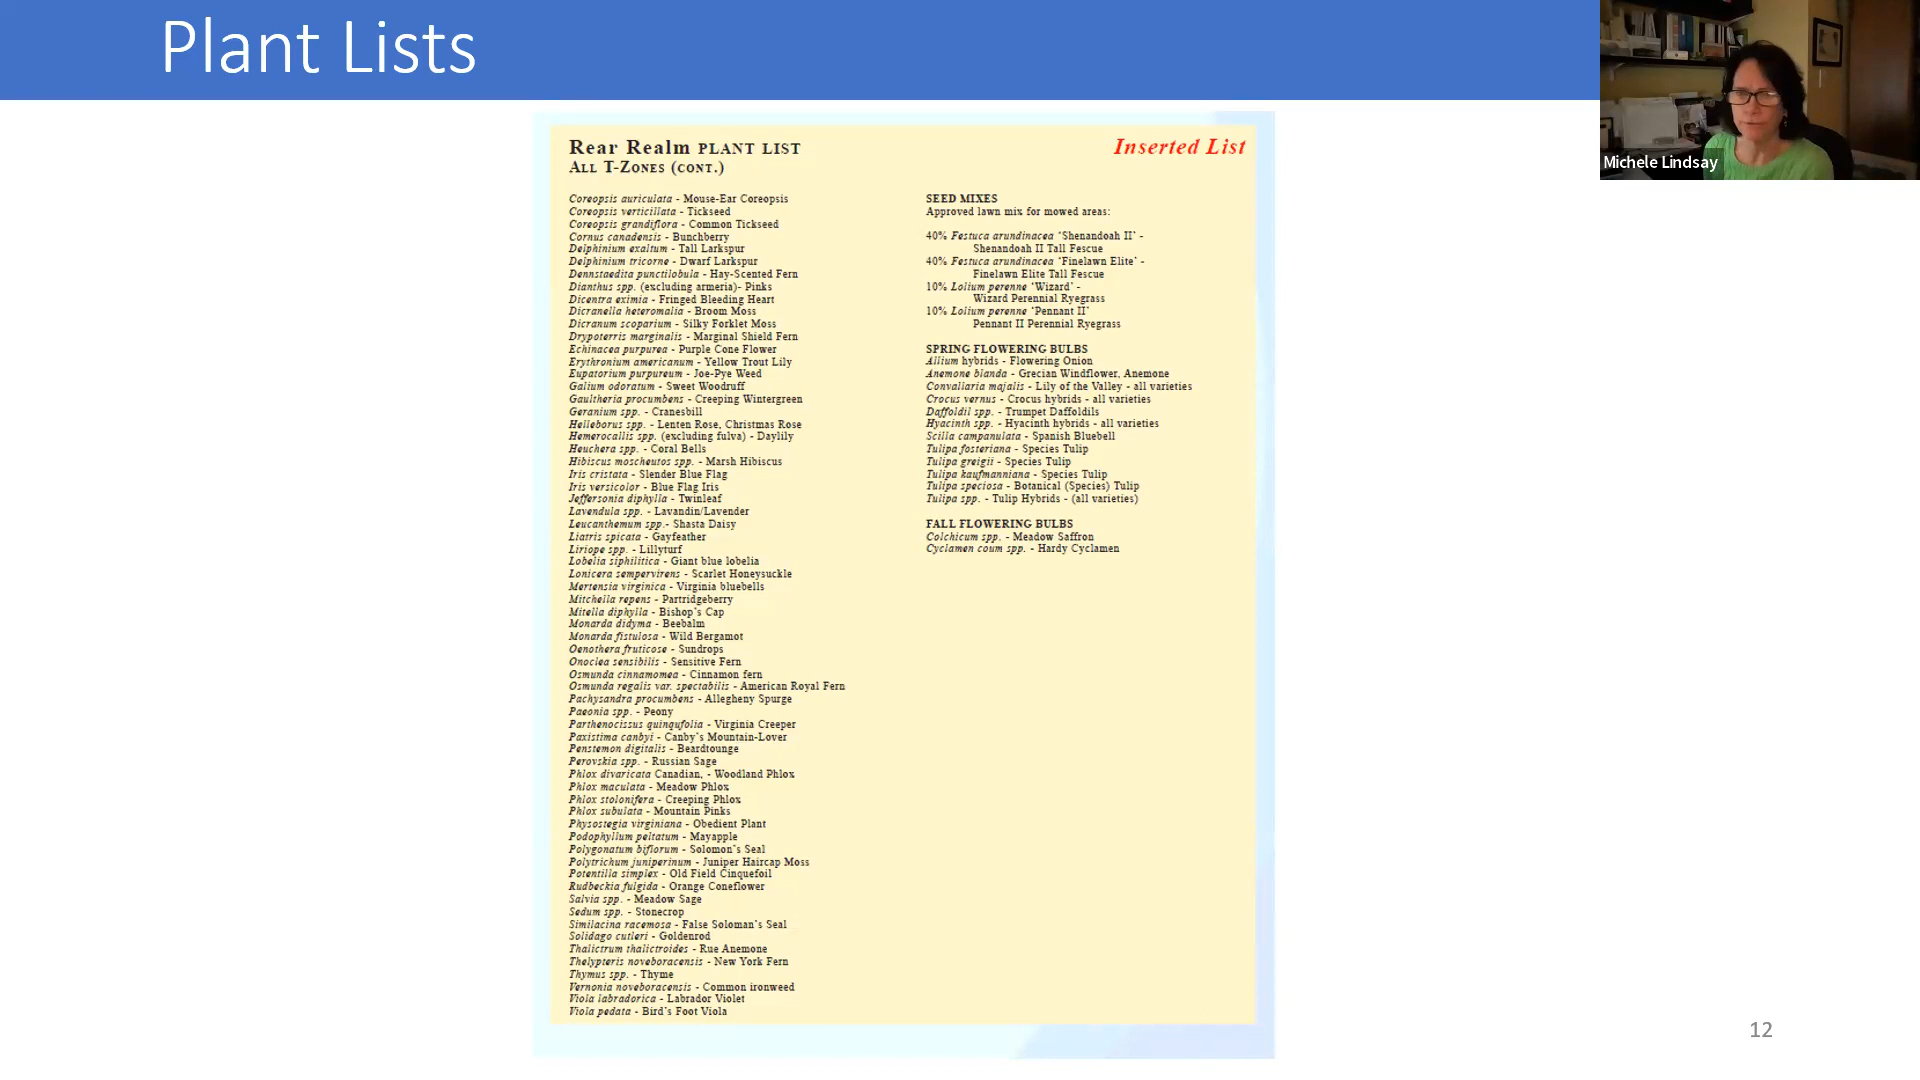 Plant Lists
Michele Lindsay
Rear Realm PLANT LIST
ALL T-ZONES (CONT.)
Inserted List
Coreopsis auriculata - Mouse-Ear Coreopsis
Coreopsis verticillata - Tickseed
Coreopsis grandiflora - Common Tickseed
Cornus canadensis - Bunchberry
Delphinium exaltum - Tall Larkspur
Delphinium tricorne - Dwarf Larkspur
Dennstaedita punctilobula - Hay-Scented Fern
Dianthus spp. (excluding armeria)- Pinks
Dicentra eximia - Fringed Bleeding Heart
Dicranella heteromalia - Broom Moss
Dicranum scoparium - Silky Forklet Moss
Drypoterris marginalis - Marginal Shield Fern
Echinacea purpurea - Purple Cone Flower
Erythronium americanum - Yellow Trout Lily
Eupatorium purpureum - Joe-Pye Weed
Galium odoratum - Sweet Woodruff
Gaultheria procumbens - Creeping Wintergreen
Geranium spp. - Cranesbill
Helleborus spp. - Lenten Rose, Christmas Rose
Hemerocallis spp. (excluding fulva) - Daylily
Heuchera spp. - Coral Bells
Hibiscus moscheutos spp. - Marsh Hibiscus
Iris cristata - Slender Blue Flag
Iris versicolor - Blue Flag Iris
Jeffersonia diphylla - Twinleaf
Lavendula spp. - Lavandin/Lavender
Leucanthemum spp.- Shasta Daisy
Liatris spicata - Gayfeather
Liriope spp. - Lillyturf
Lobelia siphilitica - Giant blue lobelia
Lonicera sempervirens - Scarlet Honeysuckle
Mertensia virginica - Virginia bluebells
Mitchella repens - Partridgeberry
Mitella diphylla - Bishop's Cap
Monarda didyma - Beebalm
Monarda fistulosa - Wild Bergamot
Oenothera fruticose - Sundrops
Onoclea sensibilis - Sensitive Fern
Osmunda cinnamomea - Cinnamon fern
Osmunda regalis var. spectabilis - American Royal Fern
Pachysandra procumbens - Allegheny Spurge
Paeonia spp. - Peony
Parthenocissus quinqufolia - Virginia Creeper
Paxistima canbyi - Canby's Mountain-Lover
Penstemon digitalis - Beardtounge
Perovskia spp. - Russian Sage
Phlox divaricata Canadian, - Woodland Phlox
Phlox maculata - Meadow Phlox
Phlox stolonifera - Creeping Phlox
Phlox subulata - Mountain Pinks
Physostegia virginiana - Obedient Plant
Podophyllum peltatum - Mayapple
Polygonatum biflorum - Solomon's Seal
Polytrichum juniperinum - Juniper Haircap Moss
Potentilla simplex - Old Field Cinquefoil
Rudbeckia fulgida - Orange Coneflower
Salvia spp. - Meadow Sage
Sedum spp. - Stonecrop
Similacina racemosa - False Soloman's Seal
Solidago cutleri - Goldenrod
Thalictrum thalictroides - Rue Anemone
Thelypteris noveboracensis - New York Fern
Thymus spp. - Thyme
Vernonia noveboracensis - Common ironweed
Viola labradorica - Labrador Violet
Viola pedata - Bird's Foot Viola
SEED MIXES
Approved lawn mix for mowed areas:
40% Festuca arundinacea 'Shenandoah II' -
Shenandoah II Tall Fescue
40% Festuca arundinacea 'Finelawn Elite' -
Finelawn Elite Tall Fescue
10% Lolium perenne 'Wizard' -
Wizard Perennial Ryegrass
10% Lolium perenne 'Pennant II'
Pennant II Perennial Ryegrass
SPRING FLOWERING BULBS
Allium hybrids - Flowering Onion
Anemone blanda - Grecian Windflower, Anemone
Convallaria majalis - Lily of the Valley - all varieties
Crocus vernus - Crocus hybrids - all varieties
Daffoldil spp. - Trumpet Daffoldils
Hyacinth spp. - Hyacinth hybrids - all varieties
Scilla campanulata - Spanish Bluebell
Tulipa fosteriana - Species Tulip
Tulipa greigii - Species Tulip
Tulipa kaufmanniana - Species Tulip
Tulipa speciosa - Botanical (Species) Tulip
Tulipa spp. - Tulip Hybrids - (all varieties)
FALL FLOWERING BULBS
Colchicum spp. - Meadow Saffron
Cyclamen coum spp. - Hardy Cyclamen
12